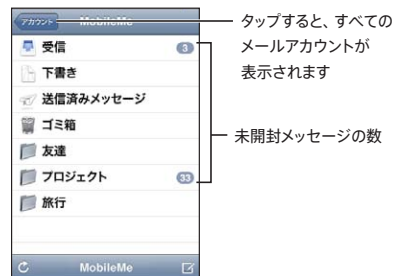 アカウント MobileMe
受信 3
下書き
送信済みメッセージ
ゴミ箱
友達
プロジェクト 33
旅行
MobileMe
タップすると、すべての
メールアカウントが
表示されます
未開封メッセージの数